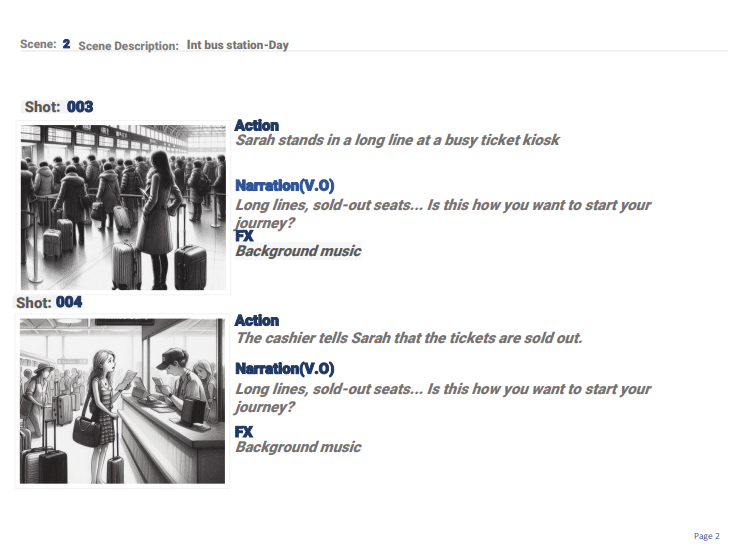 Scene: 2 Scene Description: Int bus station-Day
Shot: 003
Action
Sarah stands in a long line at a busy ticket kiosk
Narration(V.O)
Long lines, sold-out seats... Is this how you want to start your
journey?
FX
Background music
Shot: 004
Action
The cashier tells Sarah that the tickets are sold out.
Narration(V.O)
Long lines, sold-out seats... Is this how you want to start your
journey?
FX
Background music
Page 2